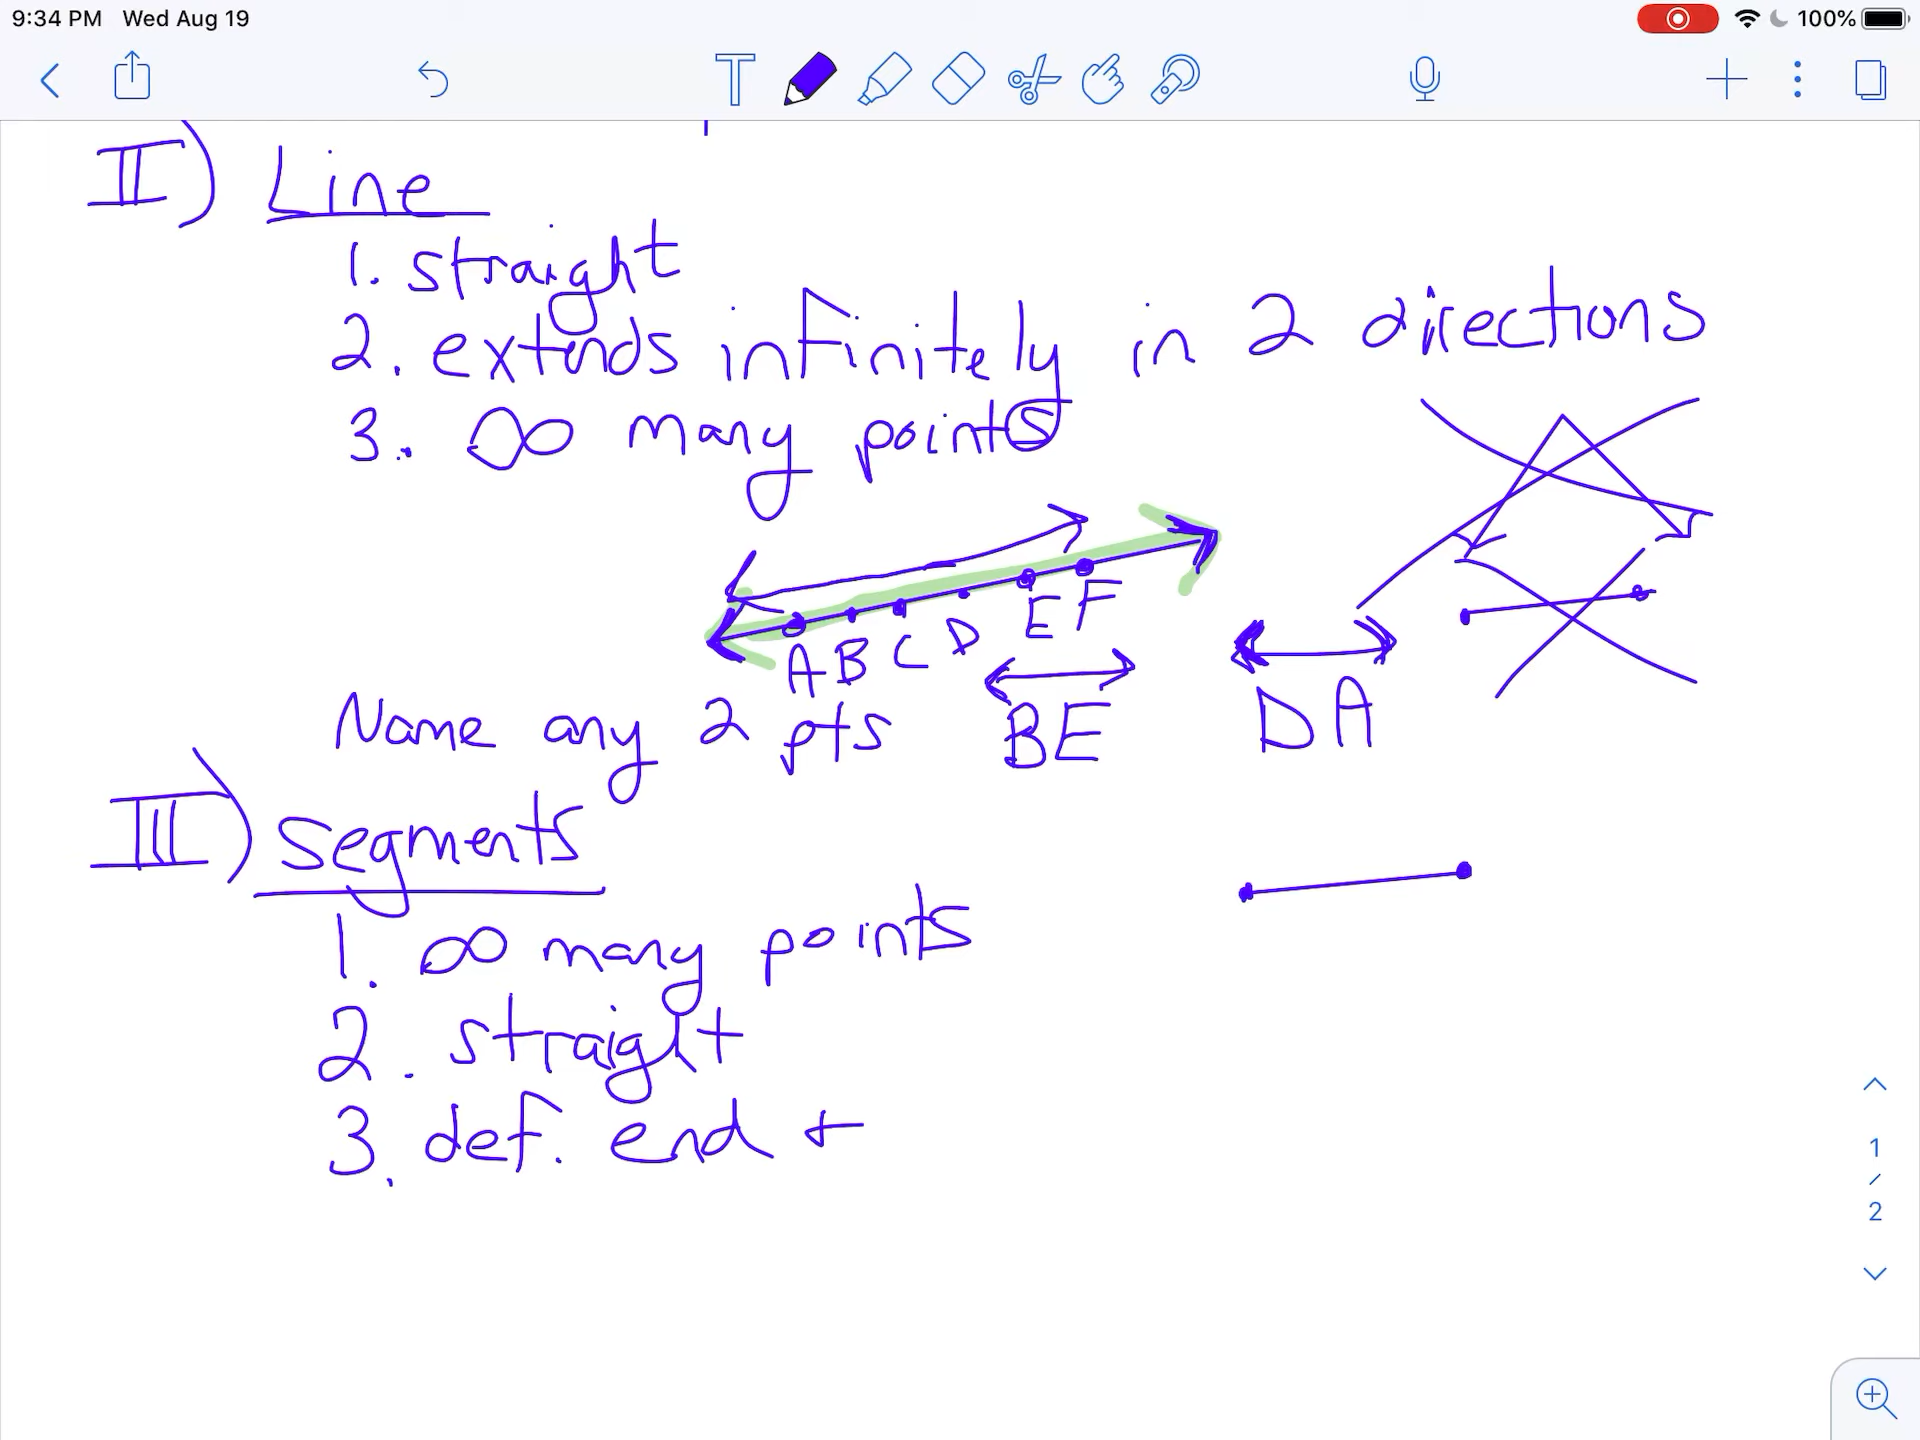 9:34 PM Wed Aug 19
100%
II) Line
1. straight
2. extends infinitely in 2 directions
3. ∞ many points
A B C D E F
Name any 2 pts BE DA
III) segments
1. ∞ many points
2. straight
3. def. end +
1
/
2